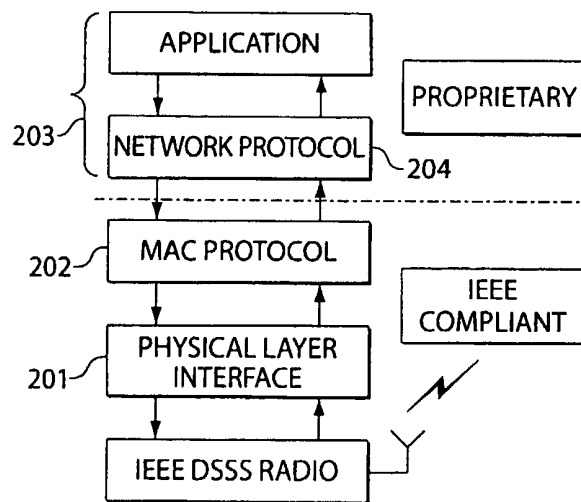 APPLICATION
PROPRIETARY
203
NETWORK PROTOCOL
204
MAC PROTOCOL
202
IEEE
COMPLIANT
PHYSICAL LAYER
INTERFACE
201
IEEE DSSS RADIO